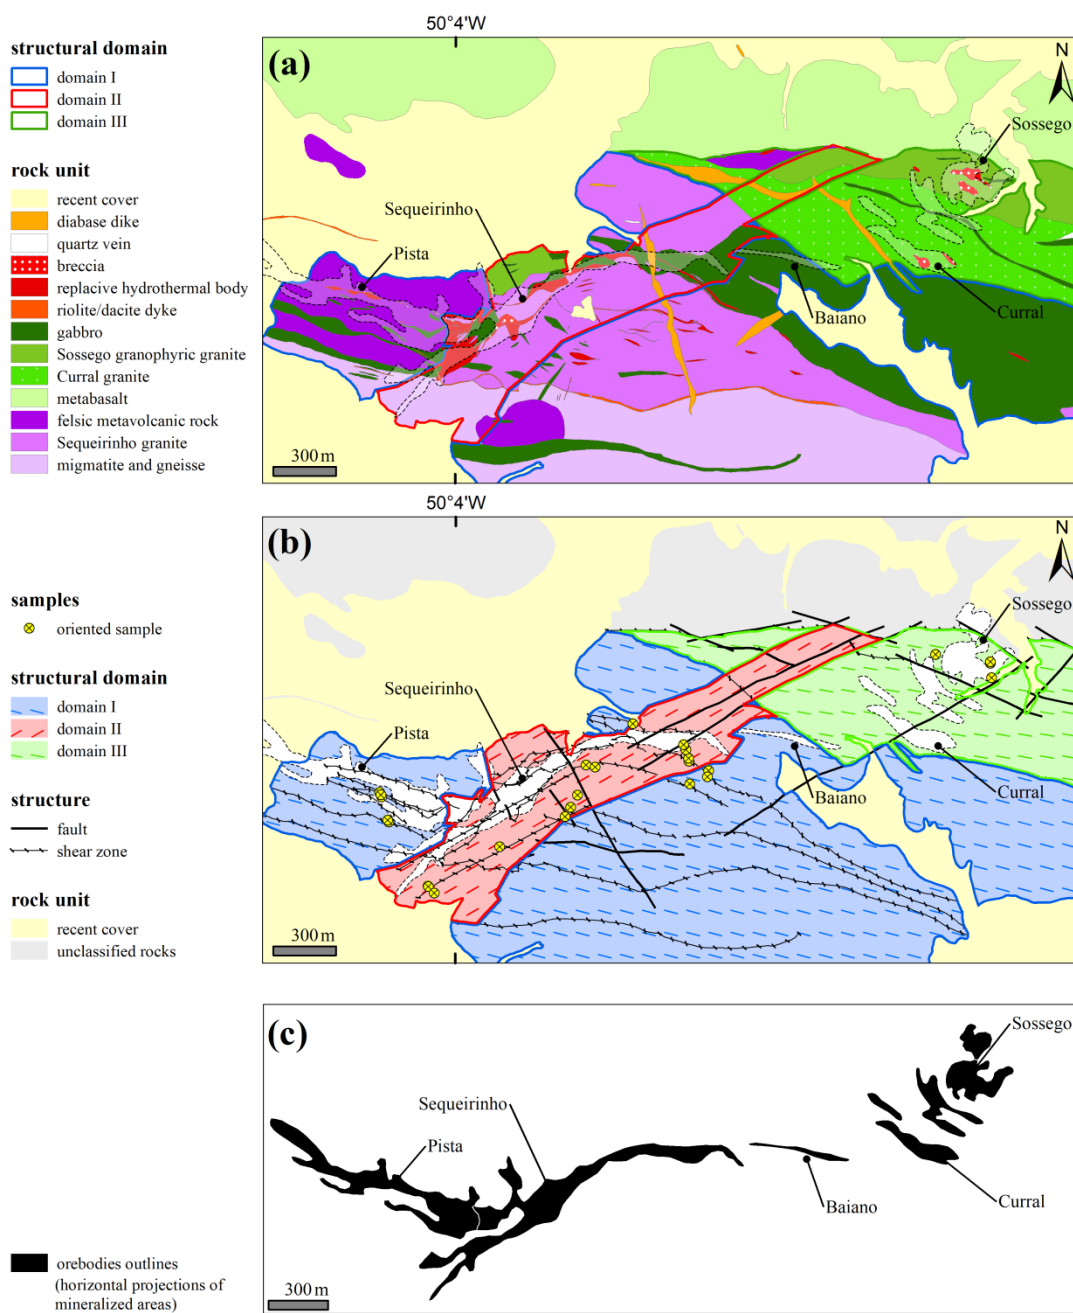 50°4'W
structural domain
domain I
domain II
domain III
rock unit
recent cover
diabase dike
quartz vein
breccia
replacive hydrothermal body
riolite/dacite dyke
gabbro
Sossego granophyric granite
Curral granite
metabasalt
felsic metavolcanic rock
Sequeirinho granite
migmatite and gneisse
(a)
N
Sossego
Sequeirinho
Pista
Baiano
Curral
300 m
50°4'W
samples
oriented sample
structural domain
domain I
domain II
domain III
structure
fault
shear zone
rock unit
recent cover
unclassified rocks
(b)
N
Sossego
Sequeirinho
Pista
Baiano
Curral
300 m
(c)
Sossego
Sequeirinho
Pista
Baiano
Curral
300 m
orebodies outlines
(horizontal projections of
mineralized areas)